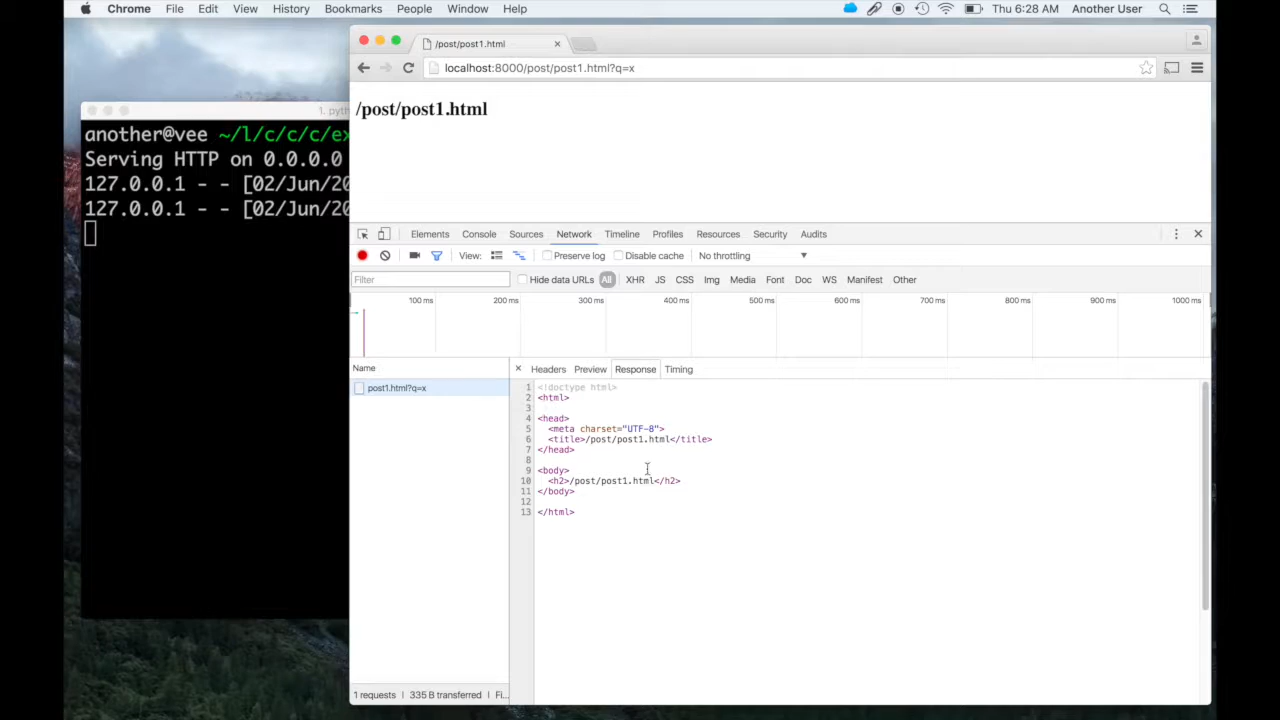 Chrome File Edit View History Bookmarks People Window Help Thu 6:28 AM Another User
/post/post1.html
localhost:8000/post/post1.html?q=x
/post/post1.html
1. pyth
another@vee ~/l/c/c/c/ex
Serving HTTP on 0.0.0.0
127.0.0.1 - - [02/Jun/20
127.0.0.1 - - [02/Jun/20
Elements Console Sources Network Timeline Profiles Resources Security Audits
View: Preserve log Disable cache No throttling
Filter Hide data URLs All XHR JS CSS Img Media Font Doc WS Manifest Other
100 ms 200 ms 300 ms 400 ms 500 ms 600 ms 700 ms 800 ms 900 ms 1000 ms
Name Headers Preview Response Timing
post1.html?q=x
1 <!doctype html>
2 <html>
3
4 <head>
5 <meta charset="UTF-8">
6 <title>/post/post1.html</title>
7 </head>
8
9 <body>
10 <h2>/post/post1.html</h2>
11 </body>
12
13 </html>
1 requests | 335 B transferred | Fi...